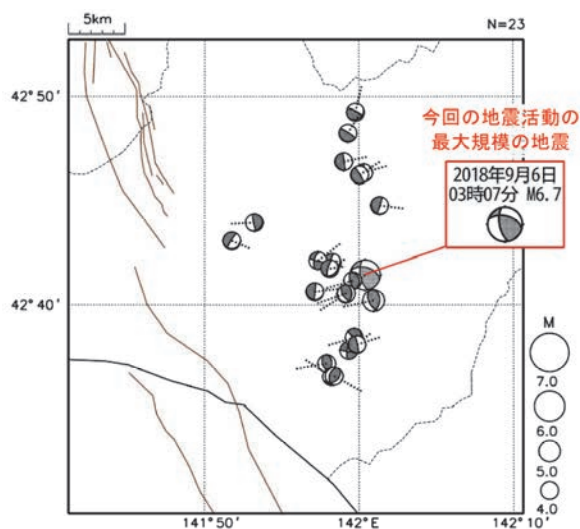 5km
N=23
42°50′
今回の地震活動の
最大規模の地震
2018年9月6日
03時07分 M6.7
42°40′
M
7.0
6.0
5.0
4.0
141°50′
142°E
142°10′